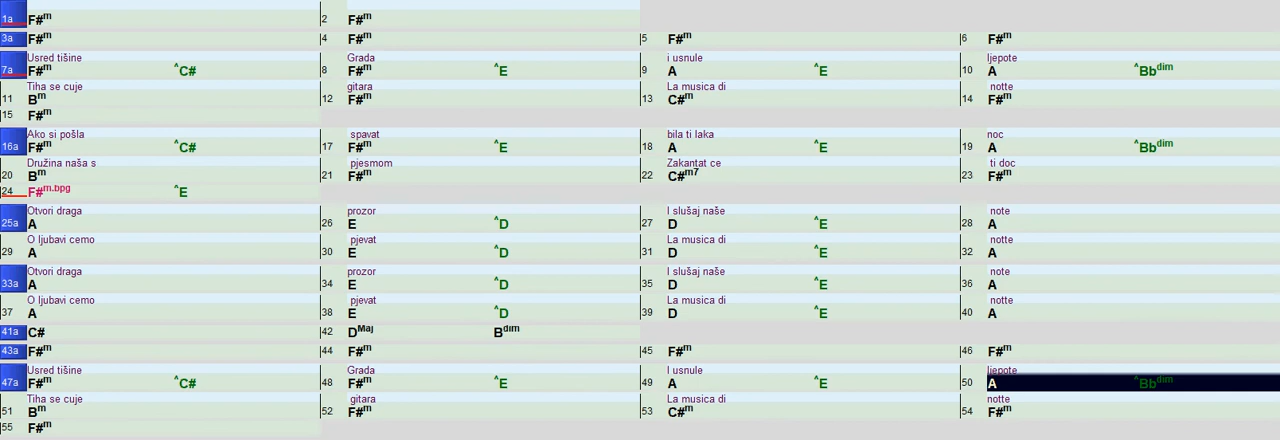 1a F#m 2 F#m
3a F#m 4 F#m 5 F#m 6 F#m
Usred tišine Grada i usnule ljepote
7a F#m ^C# 8 F#m ^E 9 A ^E 10 A ^Bbdim
Tiha se cuje gitara La musica di notte
11 Bm 12 F#m 13 C#m 14 F#m
15 F#m
Ako si pošla spavat bila ti laka noc
16a F#m ^C# 17 F#m ^E 18 A ^E 19 A ^Bbdim
Družina naša s pjesmom Zakantat ce ti doc
20 Bm 21 F#m 22 C#m7 23 F#m
24 F#m.bpg ^E
Otvori draga prozor I slušaj naše note
25a A 26 E ^D 27 D ^E 28 A
O ljubavi cemo pjevat La musica di notte
29 A 30 E ^D 31 D ^E 32 A
Otvori draga prozor I slušaj naše note
33a A 34 E ^D 35 D ^E 36 A
O ljubavi cemo pjevat La musica di notte
37 A 38 E ^D 39 D ^E 40 A
41a C# 42 DMaj Bdim
43a F#m 44 F#m 45 F#m 46 F#m
Usred tišine Grada I usnule ljepote
47a F#m ^C# 48 F#m ^E 49 A ^E 50 A ^Bbdim
Tiha se cuje gitara La musica di notte
51 Bm 52 F#m 53 C#m 54 F#m
55 F#m